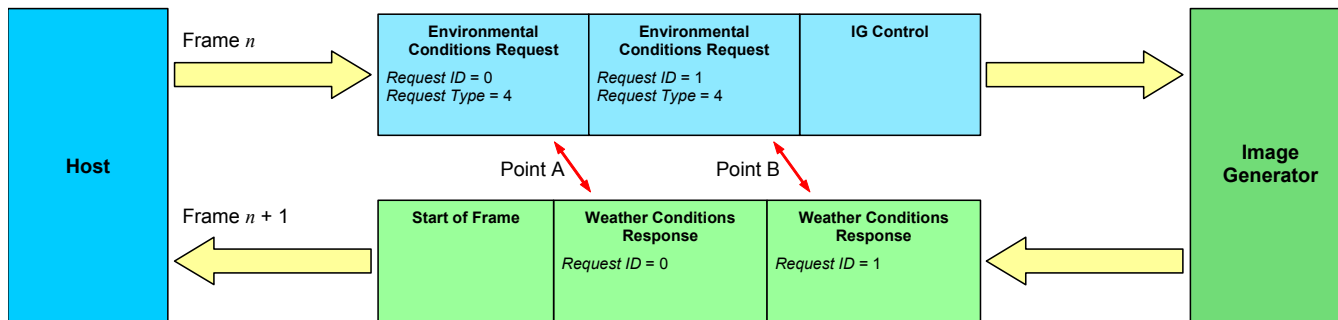 Host
Frame n
Environmental
Conditions Request
Request ID = 0
Request Type = 4
Environmental
Conditions Request
Request ID = 1
Request Type = 4
IG Control
Image
Generator
Point A
Point B
Frame n + 1
Start of Frame
Weather Conditions
Response
Request ID = 0
Weather Conditions
Response
Request ID = 1